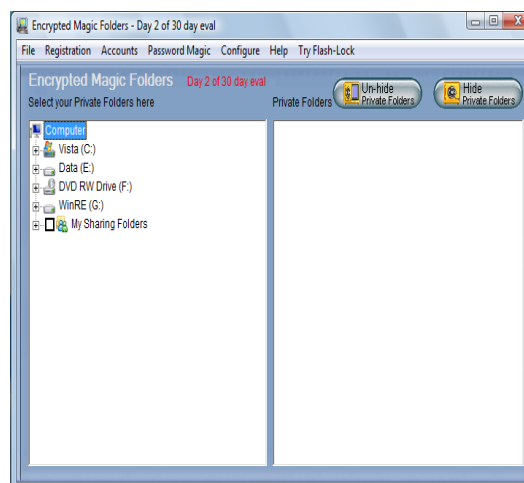 Encrypted Magic Folders - Day 2 of 30 day eval
File Registration Accounts Password Magic Configure Help Try Flash-Lock
Encrypted Magic Folders Day 2 of 30 day eval
Select your Private Folders here
Private Folders
Un-hide
Private Folders
Hide
Private Folders
Computer
Vista (C:)
Data (E:)
DVD RW Drive (F:)
WinRE (G:)
My Sharing Folders